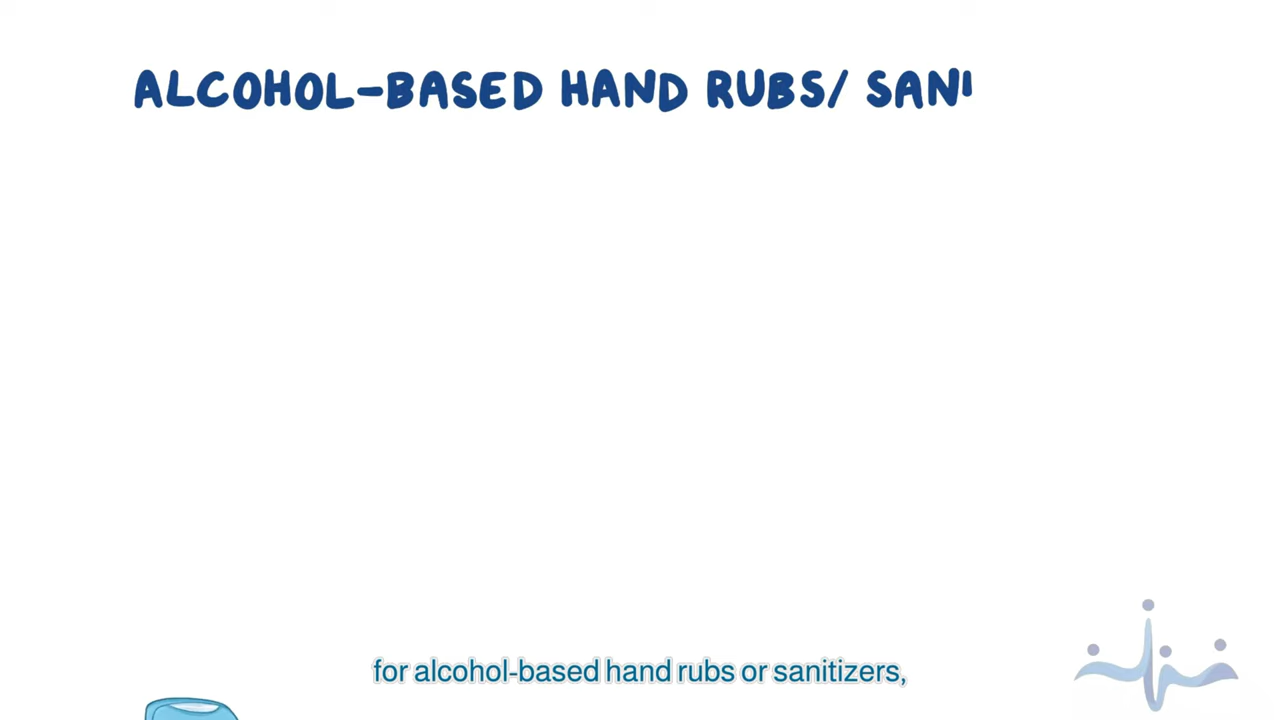 ALCOHOL-BASED HAND RUBS/ SANI
for alcohol-based hand rubs or sanitizers,